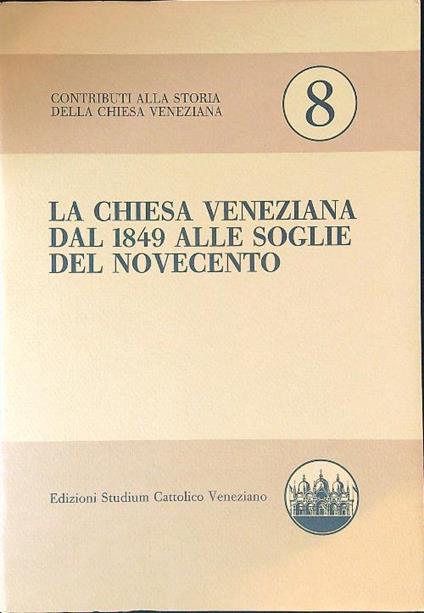 CONTRIBUTI ALLA STORIA
DELLA CHIESA VENEZIANA
8
LA CHIESA VENEZIANA
DAL 1849 ALLE SOGLIE
DEL NOVECENTO
Edizioni Studium Cattolico Veneziano